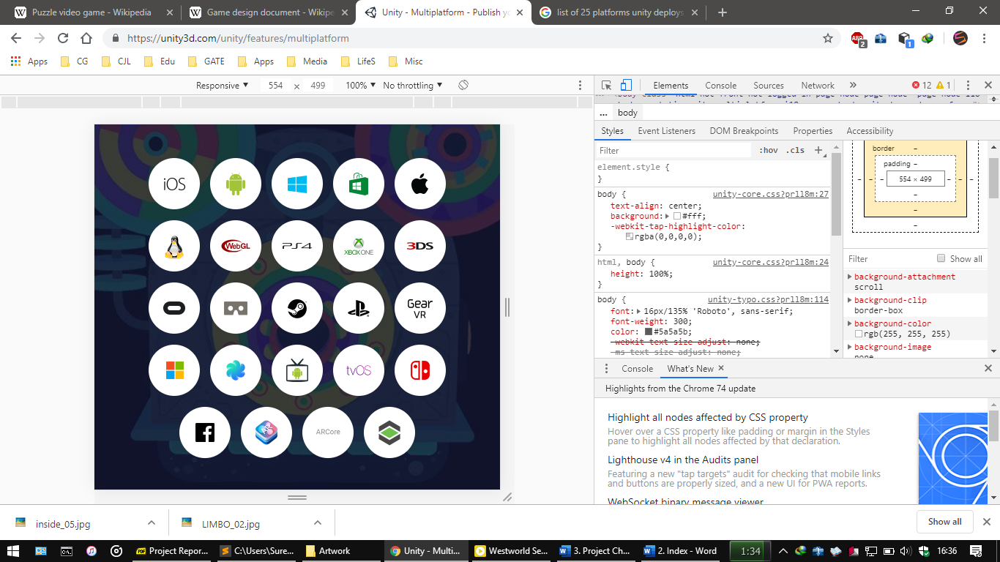 Puzzle video game - Wikipedia
Game design document - Wikipe
Unity - Multiplatform - Publish yo
list of 25 platforms unity deploys
https://unity3d.com/unity/features/multiplatform
ABP
2
1
Apps CG CJL Edu GATE Apps Media LifeS Misc
Responsive 554 × 499 100% No throttling
Elements Console Sources Network » 12 1
... body
Styles Event Listeners DOM Breakpoints Properties Accessibility
Filter :hov .cls +
element.style {
}
body { unity-core.css?prll8m:27
text-align: center;
background: #fff;
-webkit-tap-highlight-color:
rgba(0,0,0,0);
}
html, body { unity-core.css?prll8m:24
height: 100%;
}
body { unity-typo.css?prll8m:114
font: 16px/135% 'Roboto', sans-serif;
font-weight: 300;
color: #5a5a5b;
-webkit-text-size-adjust: none;
-ms-text-size-adjust: none;
border –
padding –
554 × 499
Filter Show all
background-attachment
scroll
background-clip
border-box
background-color
rgb(255, 255, 255)
background-image
iOS
WebGL PS4 XBOX ONE 3DS
Gear
VR
tvOS
ARCore
Console What's New
Highlights from the Chrome 74 update
Highlight all nodes affected by CSS property
Hover over a CSS property like padding or margin in the Styles
pane to highlight all nodes affected by that declaration.
Lighthouse v4 in the Audits panel
Featuring a new "tap targets" audit for checking that mobile links
and buttons are properly sized, and a new UI for PWA reports.
WebSocket binary message viewer
inside_05.jpg LIMBO_02.jpg Show all
Project Repor... C:\Users\Sure... Artwork Unity - Multi... Westworld Se... 3. Project Ch... 2. Index - Word 1:34 16:36